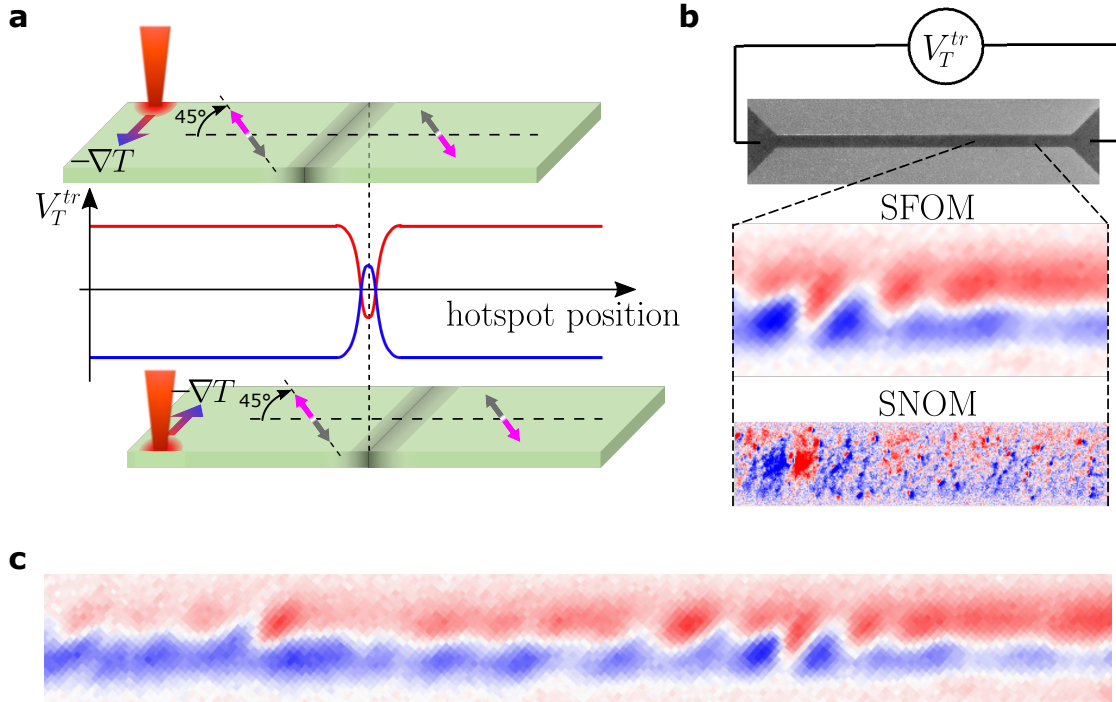 a
45°
−∇T
V_T^{tr}
hotspot position
−∇T
45°
b
V_T^{tr}
SFOM
SNOM
c